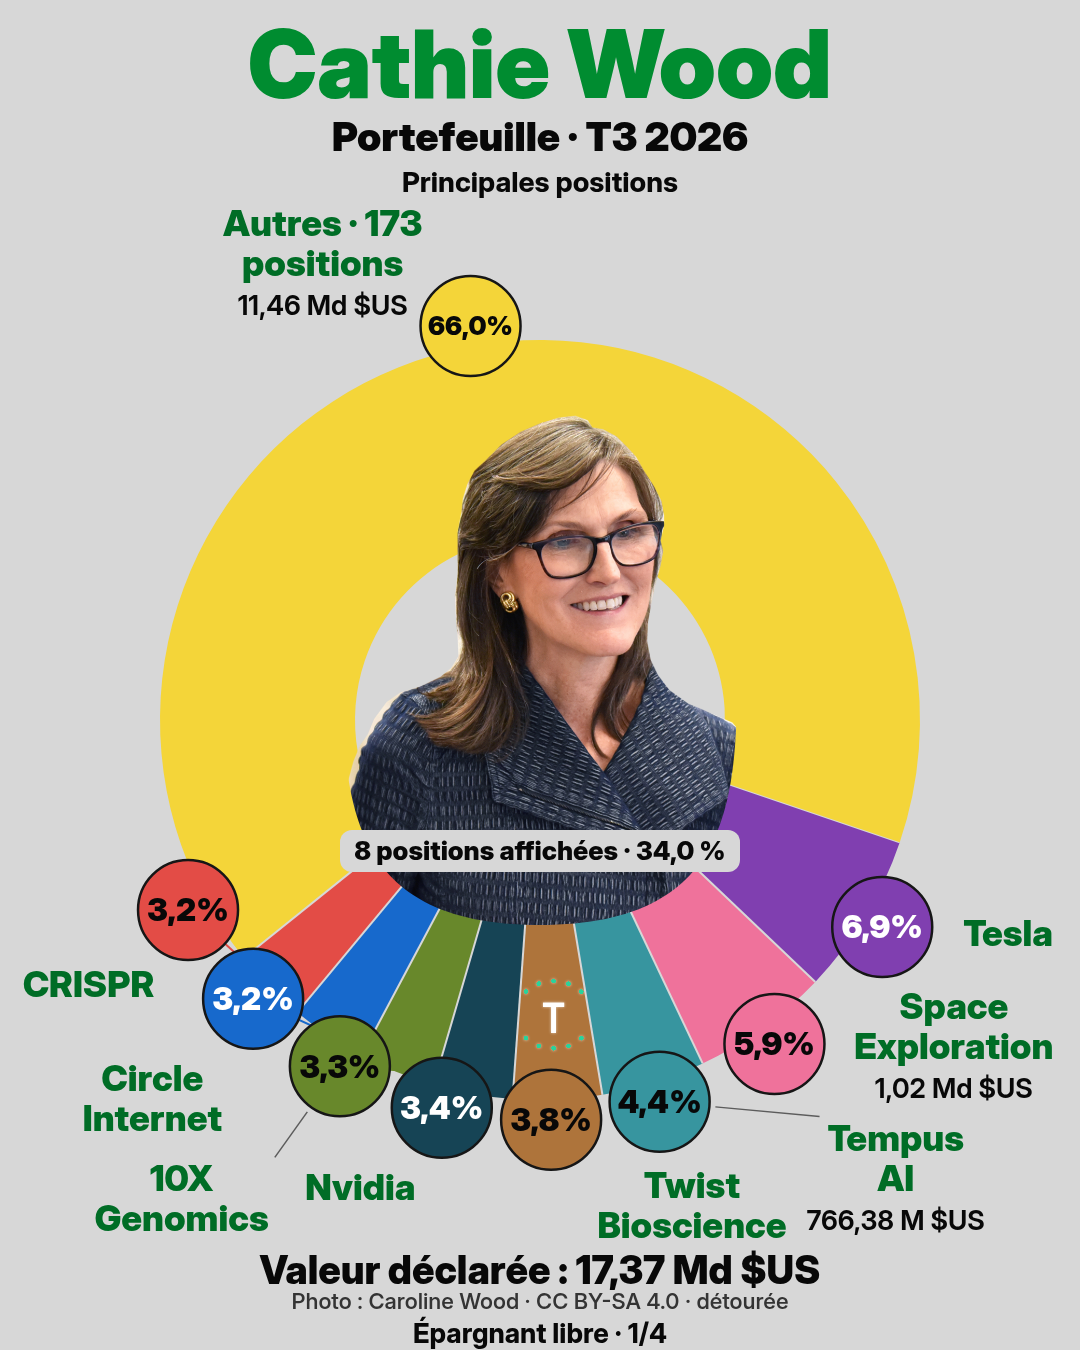 Cathie Wood
Portefeuille · T3 2026
Principales positions
Autres · 173
positions
11,46 Md $US
66,0%
8 positions affichées · 34,0 %
3,2%
CRISPR
3,2%
Circle
Internet
3,3%
10X
Genomics
3,4%
Nvidia
T
3,8%
4,4%
Twist
Bioscience
5,9%
Tempus
AI
766,38 M $US
6,9%
Tesla
Space
Exploration
1,02 Md $US
Valeur déclarée : 17,37 Md $US
Photo : Caroline Wood · CC BY-SA 4.0 · détourée
Épargnant libre · 1/4